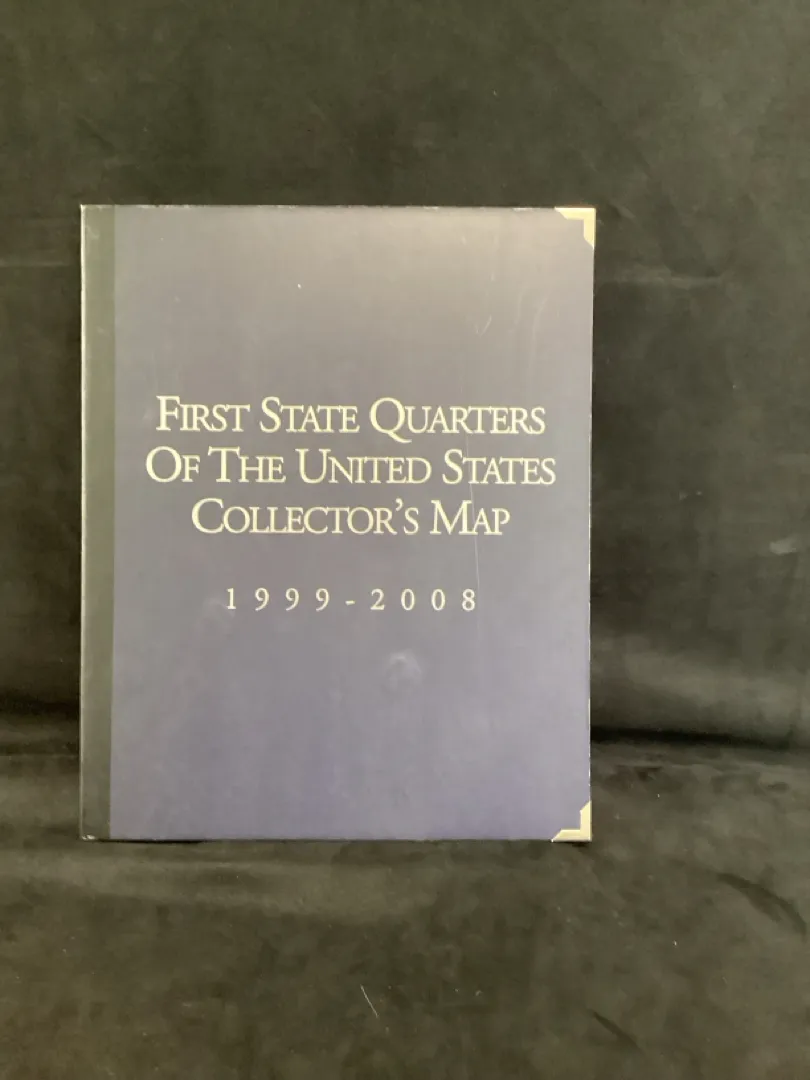 First State Quarters
Of The United States
Collector's Map
1999-2008